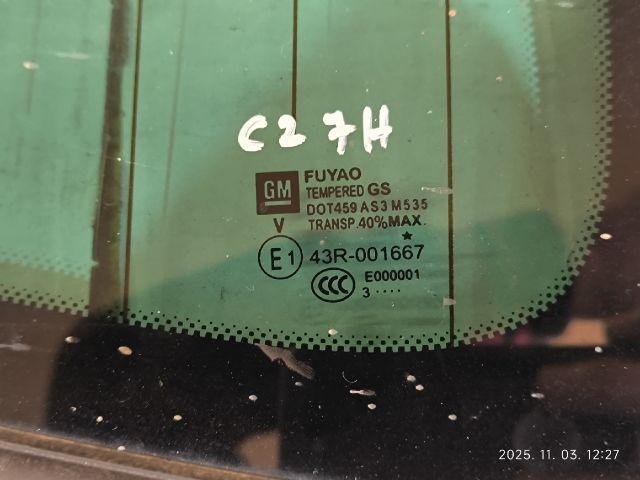 C27H
GM
FUYAO
TEMPERED GS
DOT459 AS3 M535
TRANSP.40%MAX.
V
E1
43R-001667
CCC
E000001
3 ····
2025. 11. 03. 12:27